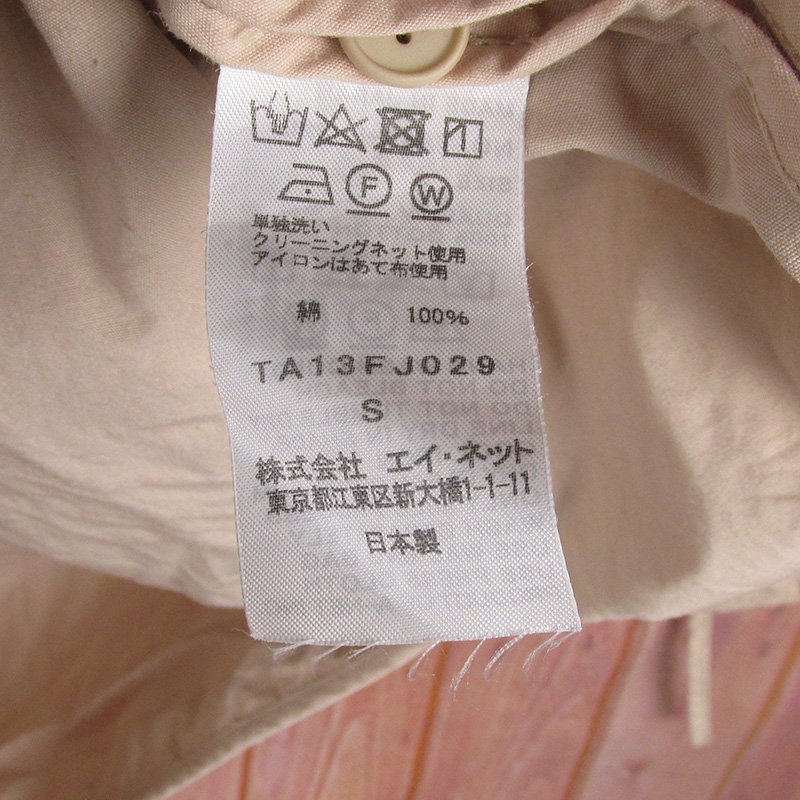 F W
単独洗い
クリーニングネット使用
アイロンはあて布使用
綿 100%
TA13FJ029
S
株式会社 エイ・ネット
東京都江東区新大橋1-1-11
日本製